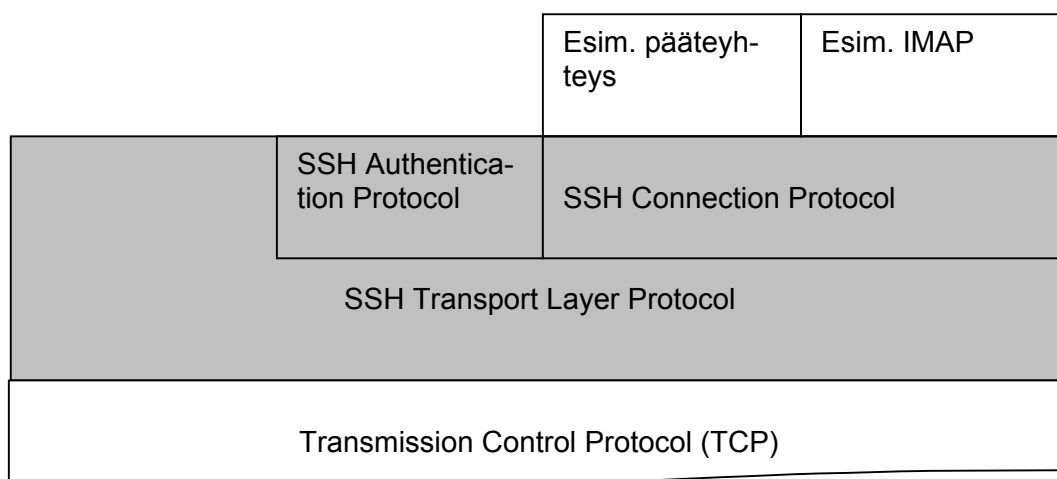 Esim. pääteyh-
teys
Esim. IMAP
SSH Authentica-
tion Protocol
SSH Connection Protocol
SSH Transport Layer Protocol
Transmission Control Protocol (TCP)